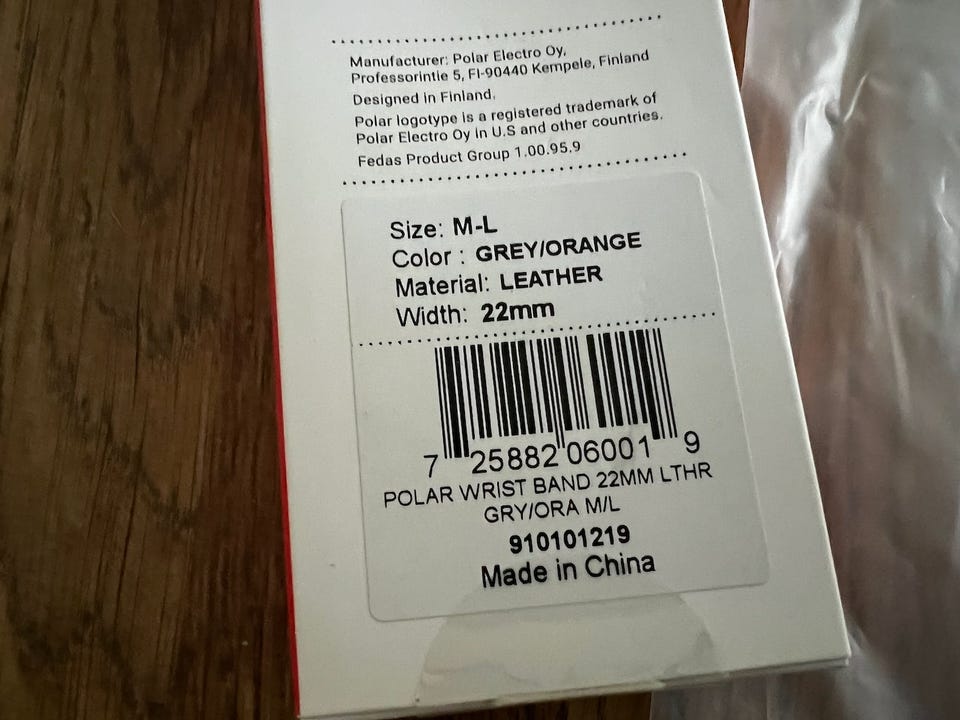 Manufacturer: Polar Electro Oy,
Professorintie 5, FI-90440 Kempele, Finland
Designed in Finland.
Polar logotype is a registered trademark of
Polar Electro Oy in U.S and other countries.
Fedas Product Group 1.00.95.9
Size: M-L
Color : GREY/ORANGE
Material: LEATHER
Width: 22mm
7 25882 06001 9
POLAR WRIST BAND 22MM LTHR
GRY/ORA M/L
910101219
Made in China